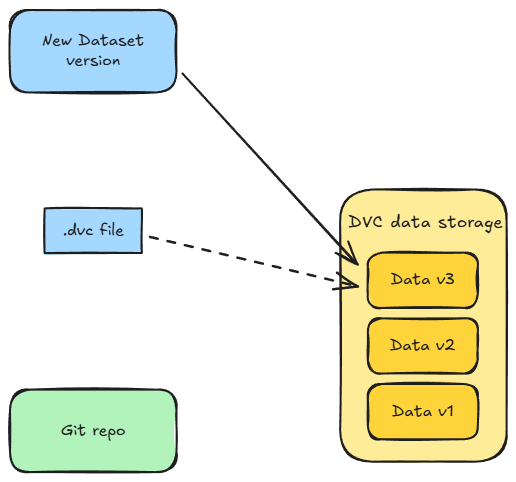 New Dataset
version
.dvc file
DVC data storage
Data v3
Data v2
Data v1
Git repo